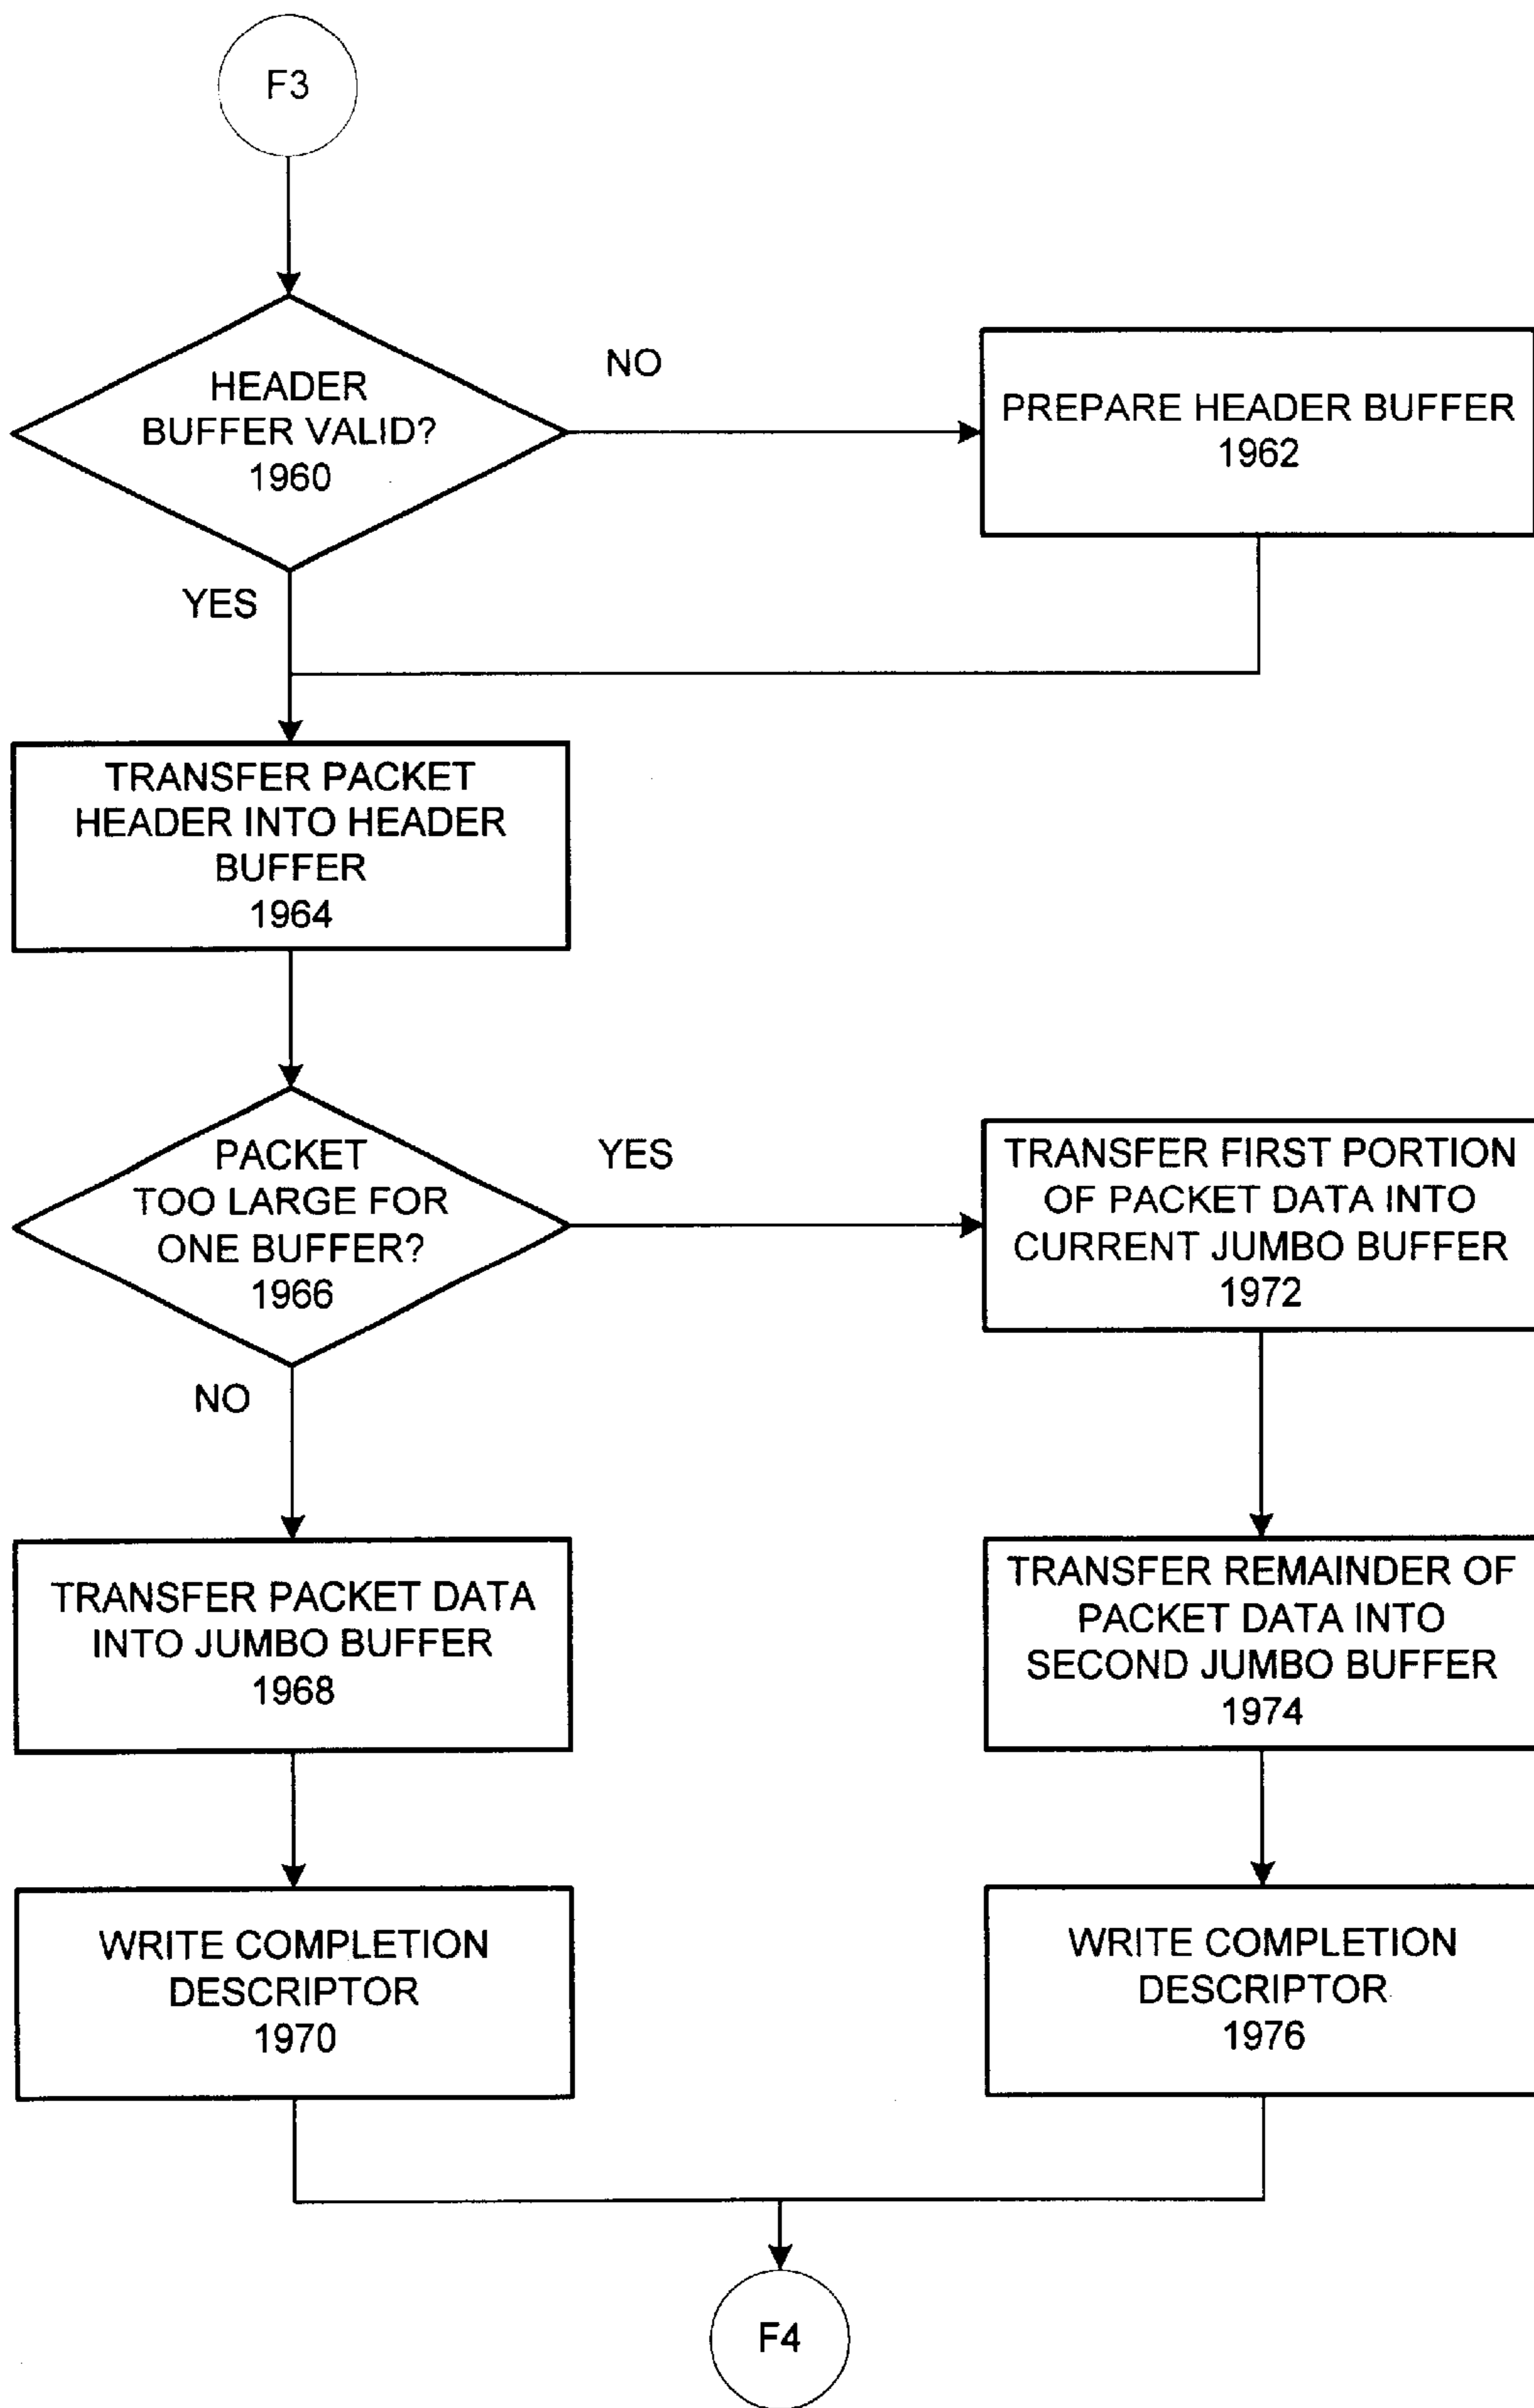 F3
HEADER
BUFFER VALID?
1960
NO
PREPARE HEADER BUFFER
1962
YES
TRANSFER PACKET
HEADER INTO HEADER
BUFFER
1964
PACKET
TOO LARGE FOR
ONE BUFFER?
1966
YES
TRANSFER FIRST PORTION
OF PACKET DATA INTO
CURRENT JUMBO BUFFER
1972
NO
TRANSFER PACKET DATA
INTO JUMBO BUFFER
1968
TRANSFER REMAINDER OF
PACKET DATA INTO
SECOND JUMBO BUFFER
1974
WRITE COMPLETION
DESCRIPTOR
1970
WRITE COMPLETION
DESCRIPTOR
1976
F4